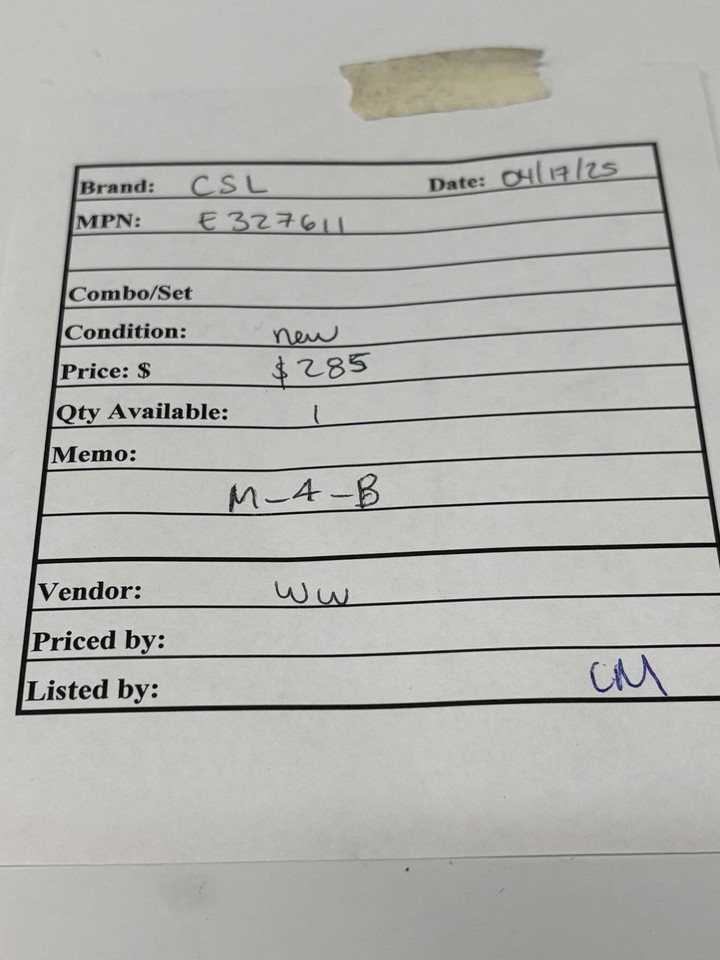 Brand: CSL Date: 04/17/25
MPN: E327611
Combo/Set
Condition: new
Price: $ $285
Qty Available: 1
Memo:
M-4-B
Vendor: WW
Priced by:
Listed by: CM